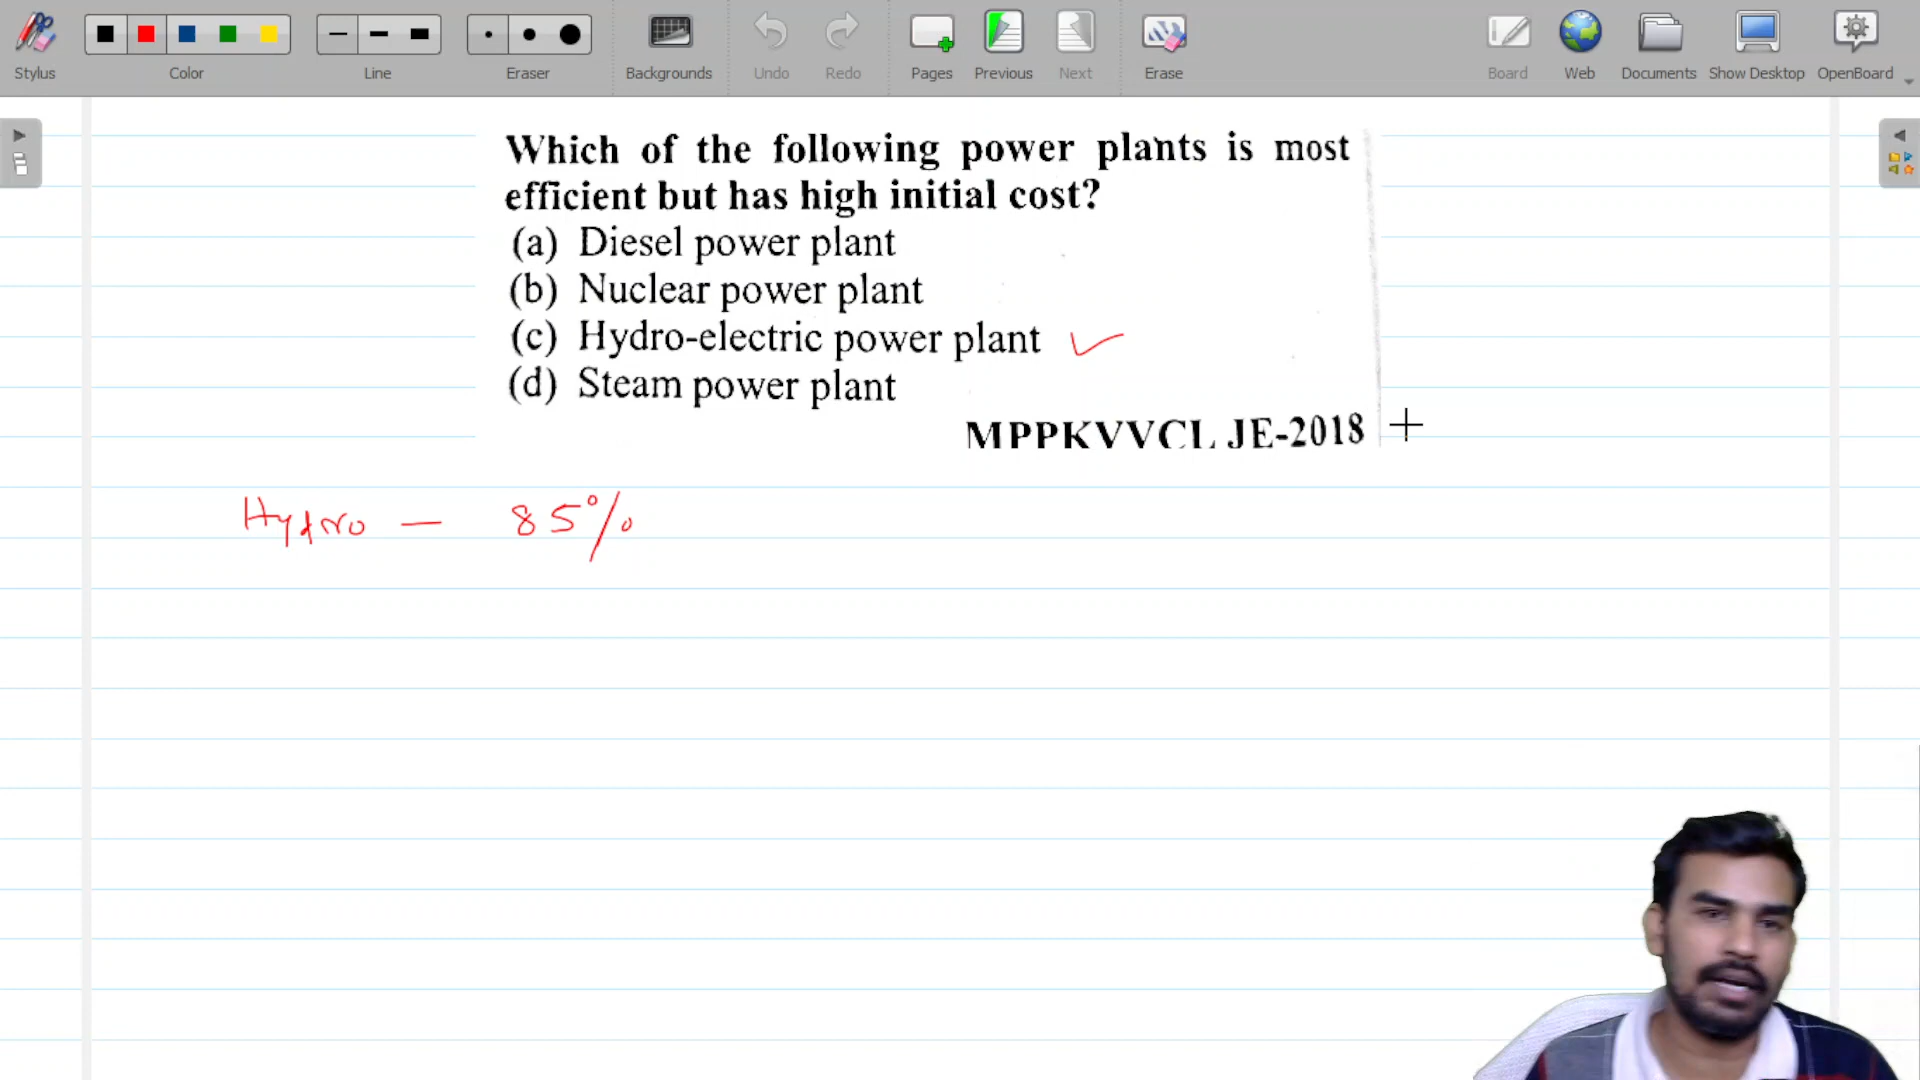 Stylus Color Line Eraser Backgrounds Undo Redo Pages Previous Next Erase Board Web Documents Show Desktop OpenBoard
Which of the following power plants is most
efficient but has high initial cost?
(a) Diesel power plant
(b) Nuclear power plant
(c) Hydro-electric power plant
(d) Steam power plant
MPPKVVCL JE-2018
Hydro — 85%